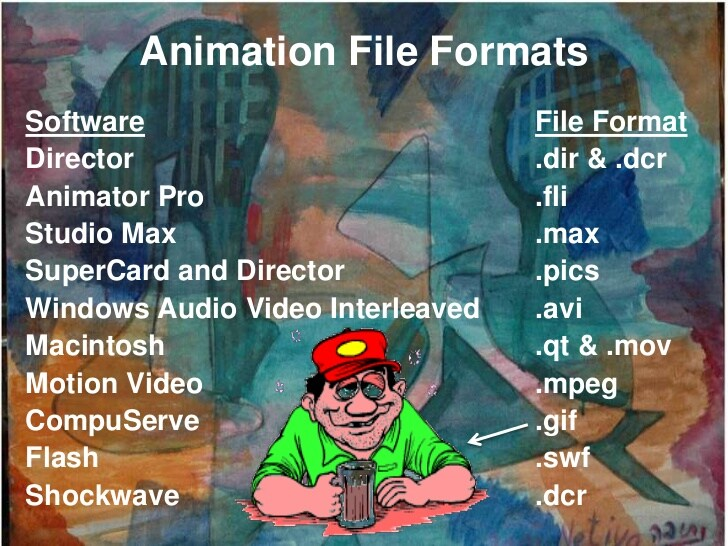 Animation File Formats
Software File Format
Director .dir & .dcr
Animator Pro .fli
Studio Max .max
SuperCard and Director .pics
Windows Audio Video Interleaved .avi
Macintosh .qt & .mov
Motion Video .mpeg
CompuServe .gif
Flash .swf
Shockwave .dcr
Netiva נתיבה